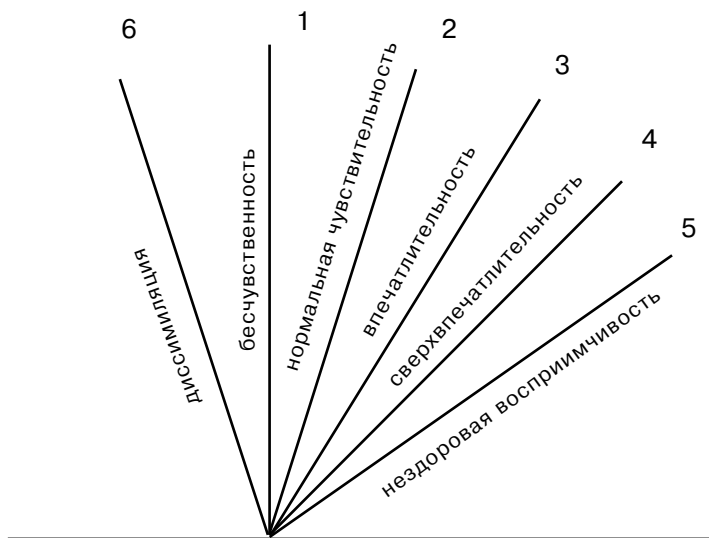 6
1
2
3
4
5
диссимиляция
бесчувственность
нормальная чувствительность
впечатлительность
сверхвпечатлительность
нездоровая восприимчивость